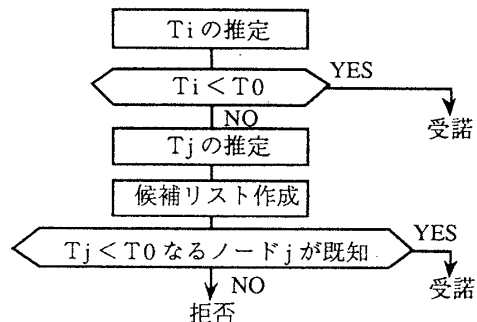 Ｔｉの推定
Ｔｉ＜Ｔ０
YES
受諾
NO
Ｔｊの推定
候補リスト作成
Ｔｊ＜Ｔ０なるノードｊが既知
YES
受諾
NO
拒否